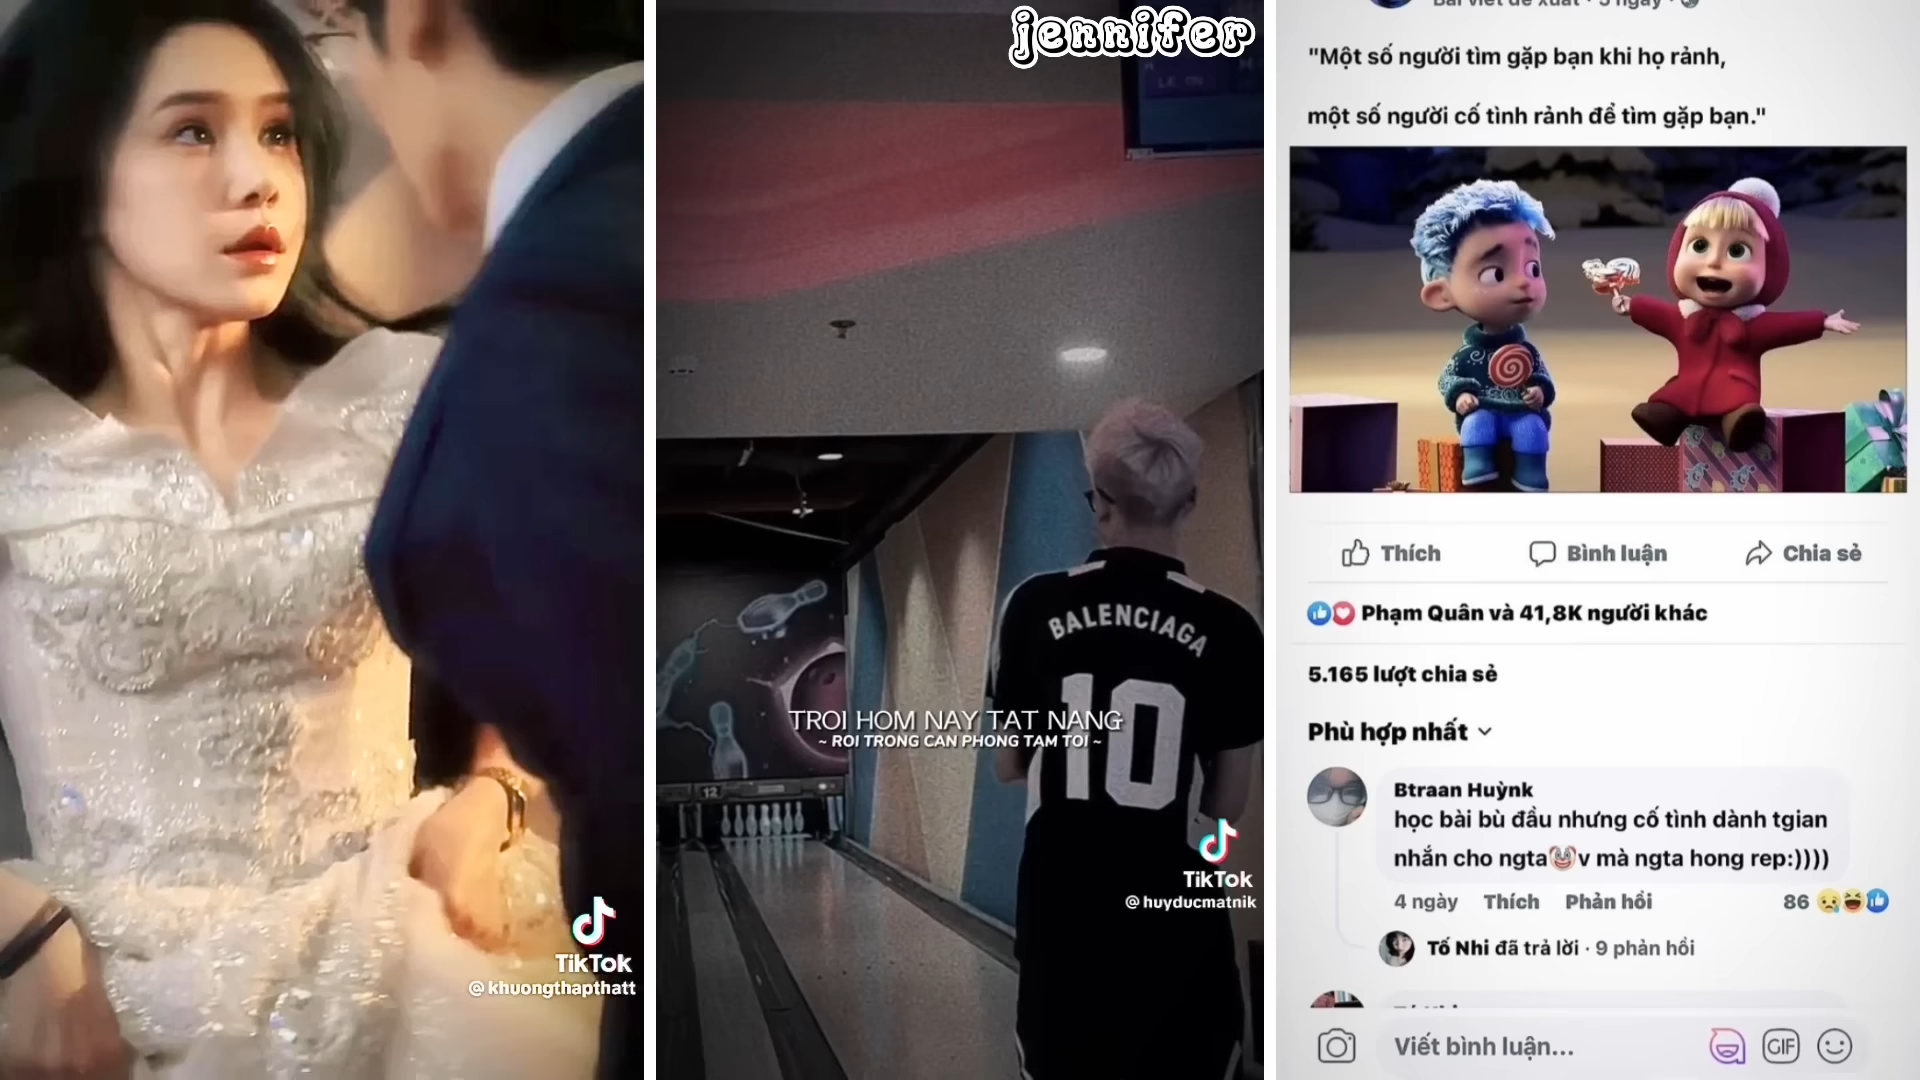 TikTok
@khuongthapthatt
jennifer
BALENCIAGA
10
TROI HOM NAY TAT NANG
~ ROI TRONG CAN PHONG TAM TOI ~
12
TikTok
@huyducmatnik
"Một số người tìm gặp bạn khi họ rảnh,
một số người cố tình rảnh để tìm gặp bạn."
Thích
Bình luận
Chia sẻ
Phạm Quân và 41,8K người khác
5.165 lượt chia sẻ
Phù hợp nhất
Btraan Huỳnk
học bài bù đầu nhưng cố tình dành tgian
nhắn cho ngta🤡v mà ngta hong rep:))))
4 ngày Thích Phản hồi 86
Tố Nhi đã trả lời · 9 phản hồi
Viết bình luận...
GIF